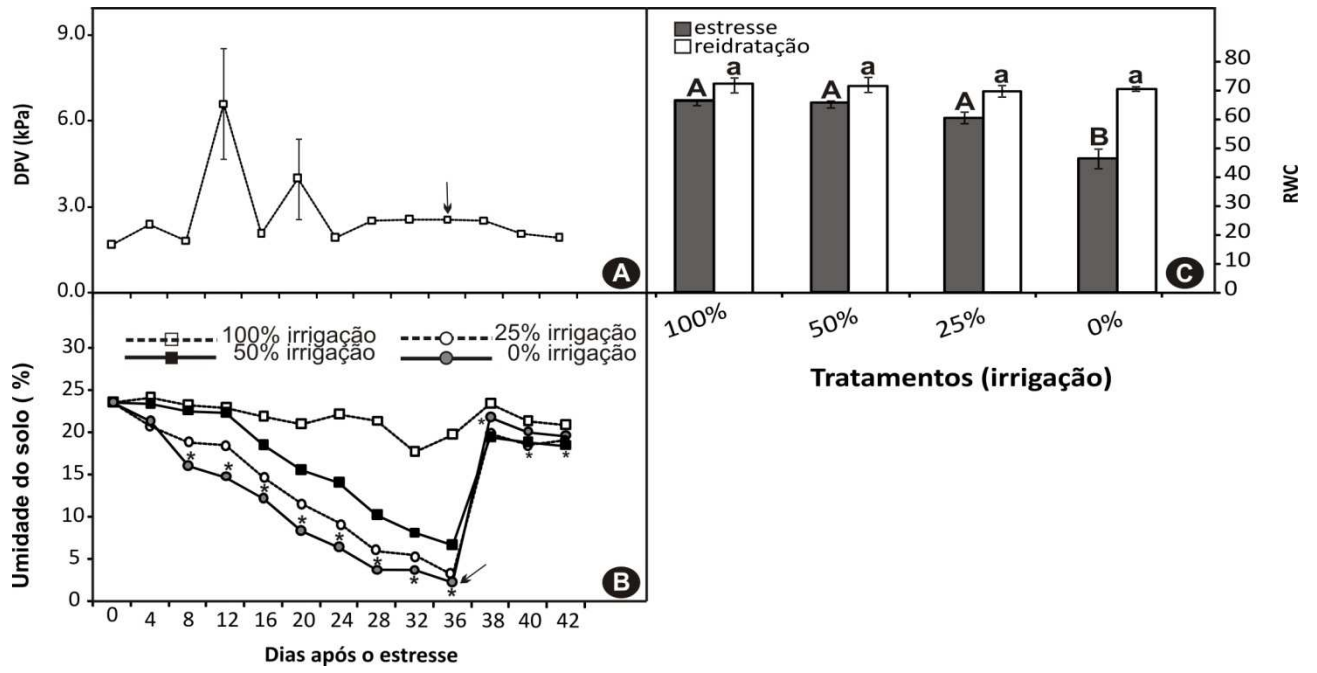 9.0
6.0
3.0
0.0
DPV (kPa)
A
100% irrigação
50% irrigação
25% irrigação
0% irrigação
30
25
20
15
10
5
0
Umidade do solo ( %)
* * * * * * * * * * * *
B
0 4 8 12 16 20 24 28 32 36 38 40 42
Dias após o estresse
estresse
reidratação
A a A a A a B a
80
70
60
50
40
30
20
10
0
RWC
C
100% 50% 25% 0%
Tratamentos (irrigação)